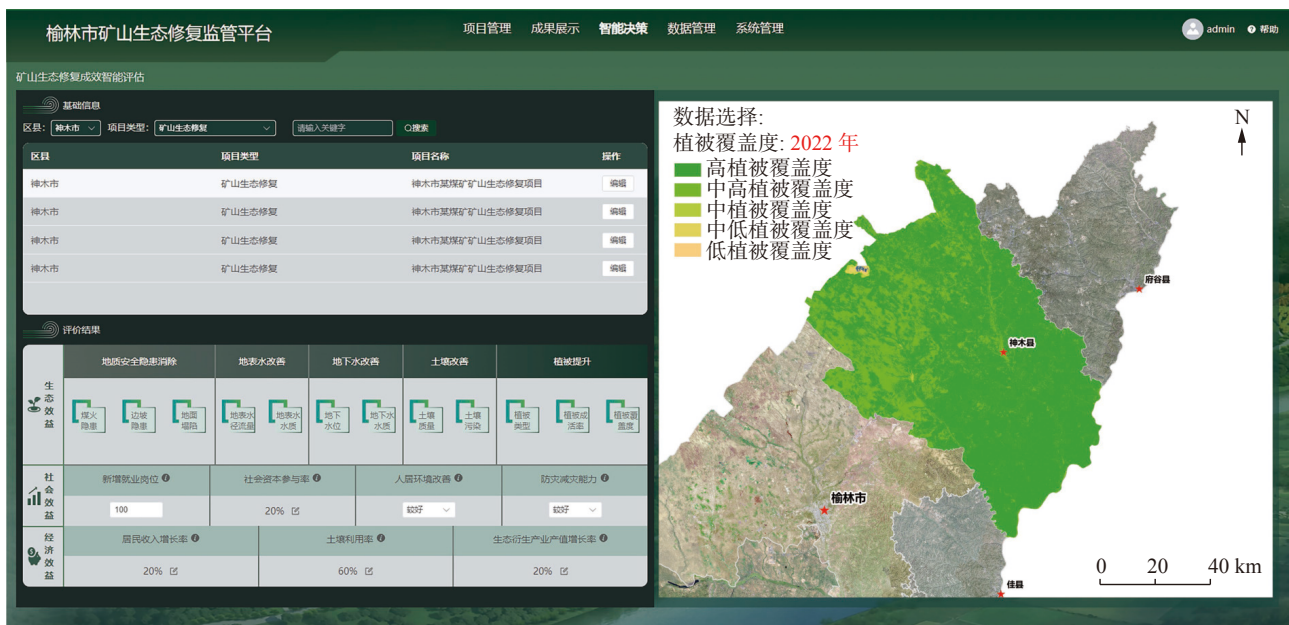 榆林市矿山生态修复监管平台
项目管理 成果展示 智能决策 数据管理 系统管理
admin ? 帮助
矿山生态修复成效智能评估
基础信息
区县: 神木市 项目类型: 矿山生态修复 请输入关键字 搜索
区县 项目类型 项目名称 操作
神木市 矿山生态修复 神木市某煤矿矿山生态修复项目 编辑
神木市 矿山生态修复 神木市某煤矿矿山生态修复项目 编辑
神木市 矿山生态修复 神木市某煤矿矿山生态修复项目 编辑
神木市 矿山生态修复 神木市某煤矿矿山生态修复项目 编辑
评价结果
生态效益
地质安全隐患消除 地表水改善 地下水改善 土壤改善 植被提升
煤火隐患 边坡隐患 地面塌陷 地表水径流量 地表水水质 地下水位 地下水水质 土壤质量 土壤污染 植被类型 植被成活率 植被覆盖度
社会效益
新增就业岗位 社会资本参与率 人居环境改善 防灾减灾能力
100 20% 较好 较好
经济效益
居民收入增长率 土壤利用率 生态衍生产业产值增长率
20% 60% 20%
数据选择:
植被覆盖度: 2022 年
高植被覆盖度
中高植被覆盖度
中植被覆盖度
中低植被覆盖度
低植被覆盖度
N
府谷县
神木县
榆林市
佳县
0 20 40 km